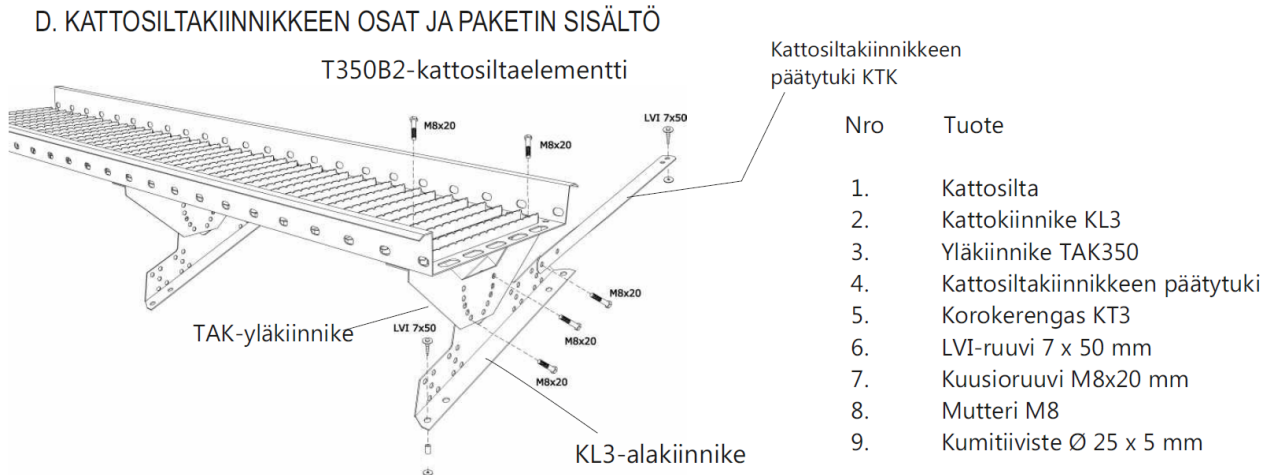 D. KATTOSILTAKIINNIKKEEN OSAT JA PAKETIN SISÄLTÖ
Kattosiltakiinnikkeen
päätytuki KTK
T350B2-kattosiltaelementti
M8x20
M8x20
LVI 7x50
M8x20
M8x20
M8x20
TAK-yläkiinnike
LVI 7x50
KL3-alakiinnike
Nro Tuote
1. Kattosilta
2. Kattokiinnike KL3
3. Yläkiinnike TAK350
4. Kattosiltakiinnikkeen päätytuki
5. Korokerengas KT3
6. LVI-ruuvi 7 x 50 mm
7. Kuusioruuvi M8x20 mm
8. Mutteri M8
9. Kumitiiviste Ø 25 x 5 mm